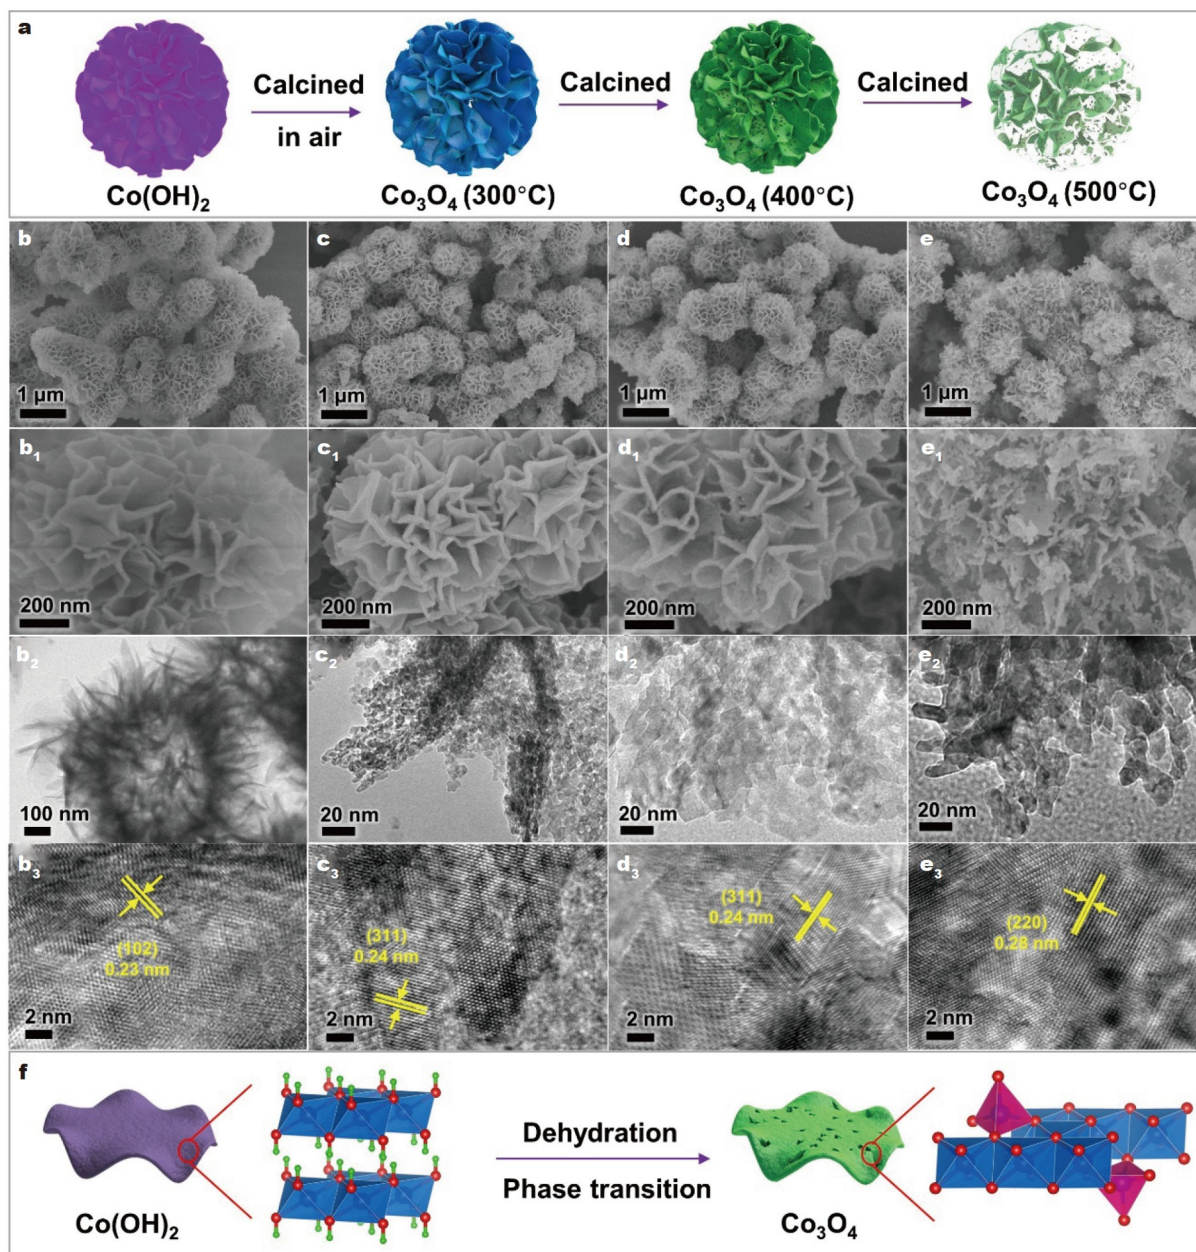 a
Calcined
in air
Calcined
Calcined
Co(OH)₂
Co₃O₄ (300°C)
Co₃O₄ (400°C)
Co₃O₄ (500°C)
b
1 μm
c
1 μm
d
1 μm
e
1 μm
b₁
200 nm
c₁
200 nm
d₁
200 nm
e₁
200 nm
b₂
100 nm
c₂
20 nm
d₂
20 nm
e₂
20 nm
b₃
(102)
0.23 nm
2 nm
c₃
(311)
0.24 nm
2 nm
d₃
(311)
0.24 nm
2 nm
e₃
(220)
0.28 nm
2 nm
f
Co(OH)₂
Dehydration
Phase transition
Co₃O₄